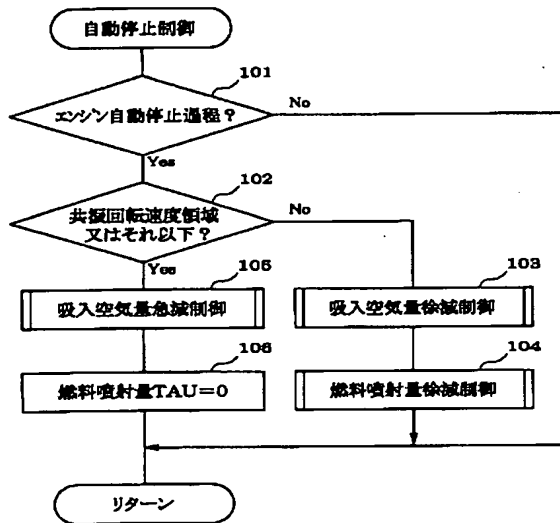 自動停止制御
101
エンジン自動停止過程？
No
Yes
102
共振回転速度領域
又はそれ以下？
No
Yes
105
吸入空気量急減制御
103
吸入空気量徐減制御
106
燃料噴射量TAU＝0
104
燃料噴射量徐減制御
リターン